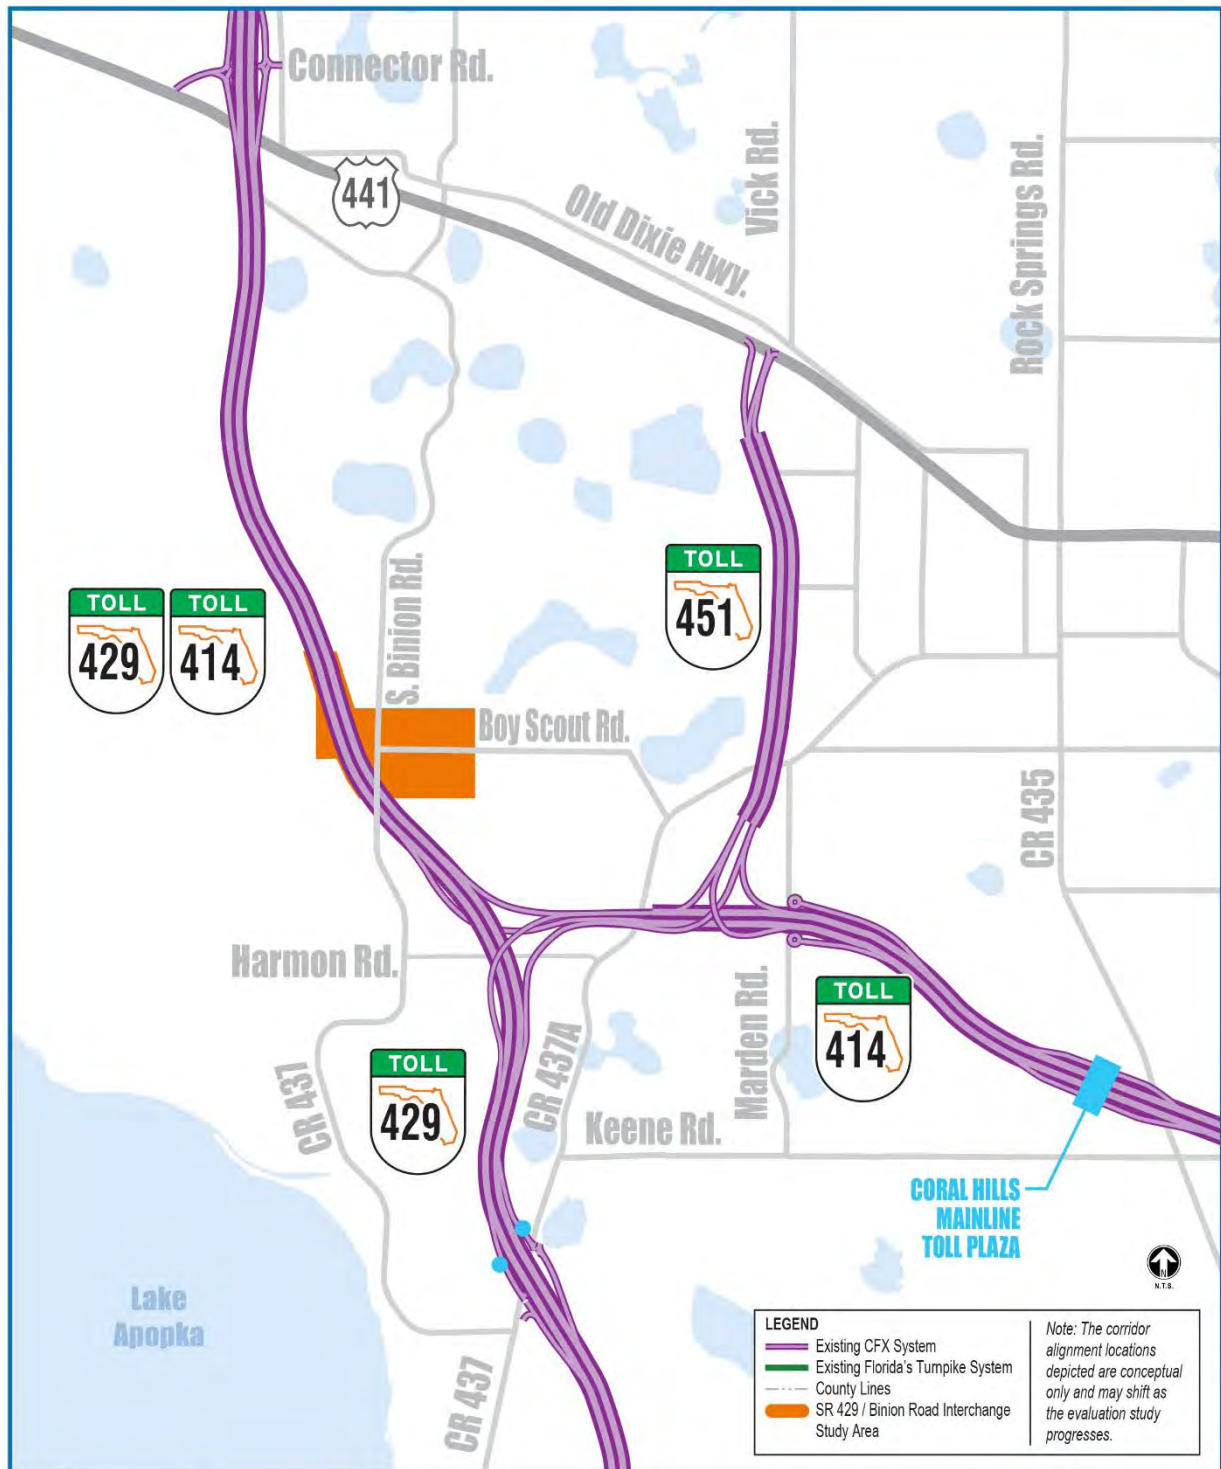 Connector Rd.
441
Old Dixie Hwy.
Vick Rd.
Rock Springs Rd.
TOLL
429
TOLL
414
S. Binion Rd.
TOLL
451
Boy Scout Rd.
CR 435
Harmon Rd.
Marden Rd.
TOLL
414
CR 437
TOLL
429
CR 437A
Keene Rd.
CORAL HILLS
MAINLINE
TOLL PLAZA
N
N.T.S.
Lake
Apopka
CR 437
LEGEND
Existing CFX System
Existing Florida's Turnpike System
County Lines
SR 429 / Binion Road Interchange
Study Area
Note: The corridor
alignment locations
depicted are conceptual
only and may shift as
the evaluation study
progresses.